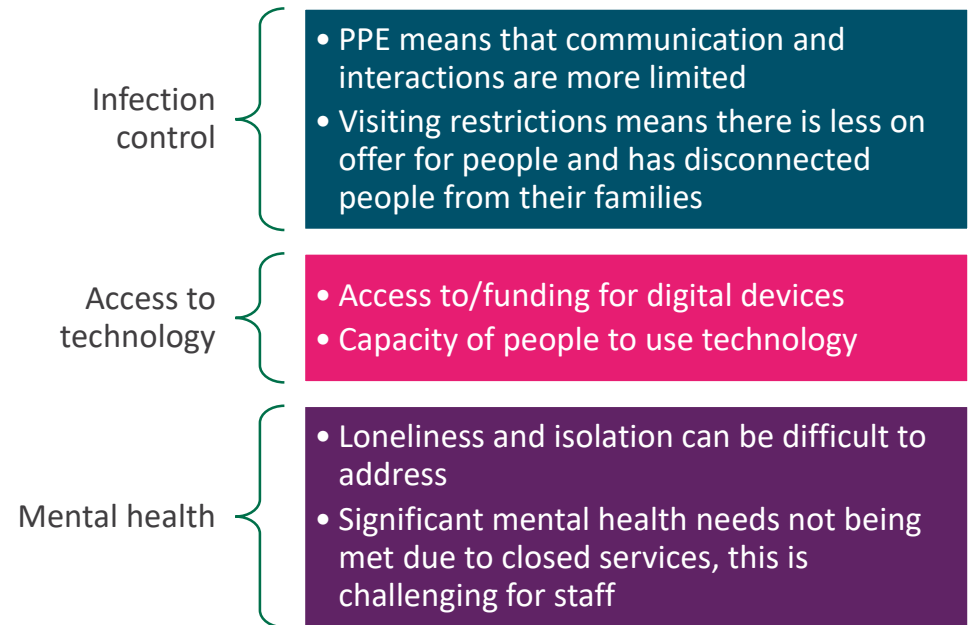 Infection
control
• PPE means that communication and
interactions are more limited
• Visiting restrictions means there is less on
offer for people and has disconnected
people from their families
Access to
technology
• Access to/funding for digital devices
• Capacity of people to use technology
Mental health
• Loneliness and isolation can be difficult to
address
• Significant mental health needs not being
met due to closed services, this is
challenging for staff